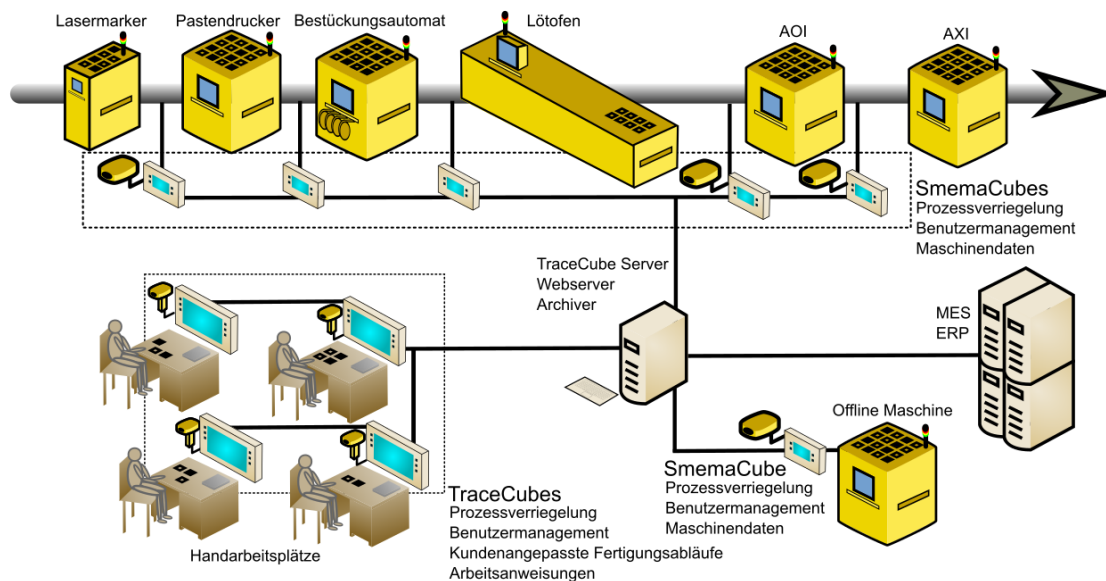 Lasermarker
Pastendrucker
Bestückungsautomat
Lötofen
AOI
AXI
SmemaCubes
Prozessverriegelung
Benutzermanagement
Maschinendaten
TraceCube Server
Webserver
Archiver
MES
ERP
Offline Maschine
SmemaCube
Prozessverriegelung
Benutzermanagement
Maschinendaten
TraceCubes
Prozessverriegelung
Benutzermanagement
Kundenangepasste Fertigungsabläufe
Arbeitsanweisungen
Handarbeitsplätze